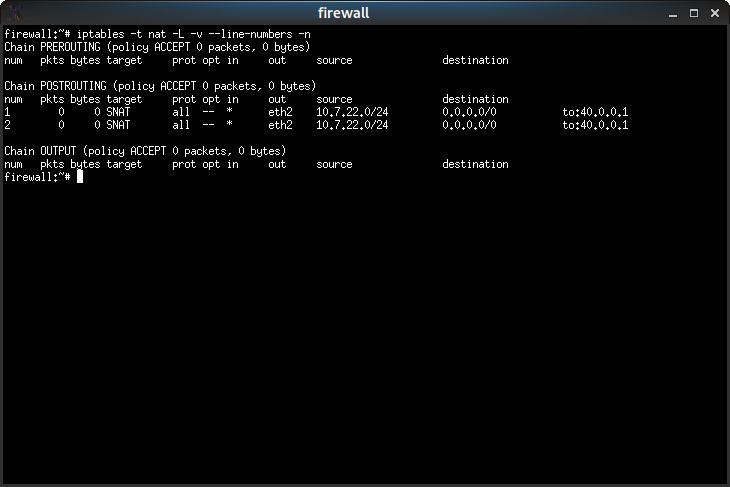 firewall
firewall:~# iptables -t nat -L -v --line-numbers -n
Chain PREROUTING (policy ACCEPT 0 packets, 0 bytes)
num   pkts bytes target     prot opt in     out     source               destination

Chain POSTROUTING (policy ACCEPT 0 packets, 0 bytes)
num   pkts bytes target     prot opt in     out     source               destination
1        0     0 SNAT       all  --  *      eth2    10.7.22.0/24         0.0.0.0/0           to:40.0.0.1
2        0     0 SNAT       all  --  *      eth2    10.7.22.0/24         0.0.0.0/0           to:40.0.0.1

Chain OUTPUT (policy ACCEPT 0 packets, 0 bytes)
num   pkts bytes target     prot opt in     out     source               destination
firewall:~#